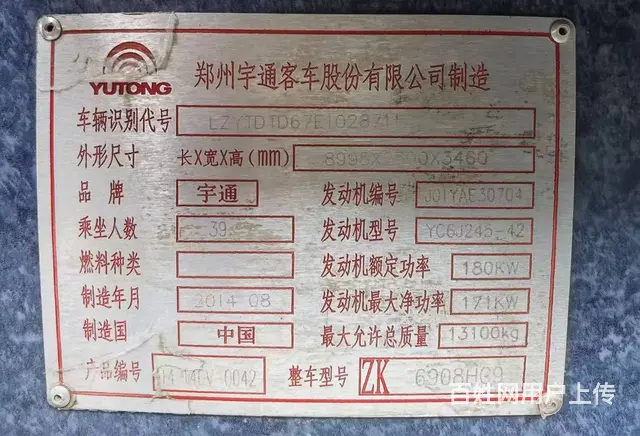 YUTONG 郑州宇通客车股份有限公司制造
车辆识别代号
外形尺寸 长X宽X高(mm)
品牌 宇通 发动机编号 J01YAE30704
乘坐人数 39 发动机型号 YC6J245-42
燃料种类 发动机额定功率 180KW
制造年月 2014 08 发动机最大净功率 171KW
制造国 中国 最大允许总质量 13100kg
产品编号 整车型号 ZK 6908HG9
百姓网用户上传